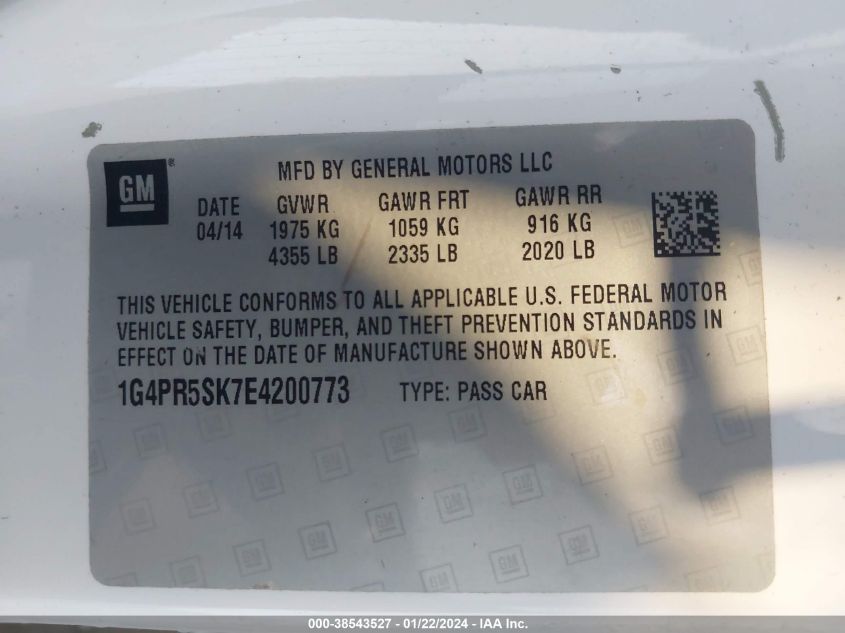 GM®
MFD BY GENERAL MOTORS LLC
DATE GVWR GAWR FRT GAWR RR
04/14 1975 KG 1059 KG 916 KG
4355 LB 2335 LB 2020 LB
THIS VEHICLE CONFORMS TO ALL APPLICABLE U.S. FEDERAL MOTOR
VEHICLE SAFETY, BUMPER, AND THEFT PREVENTION STANDARDS IN
EFFECT ON THE DATE OF MANUFACTURE SHOWN ABOVE.
1G4PR5SK7E4200773 TYPE: PASS CAR
000-38543527 - 01/22/2024 - IAA Inc.